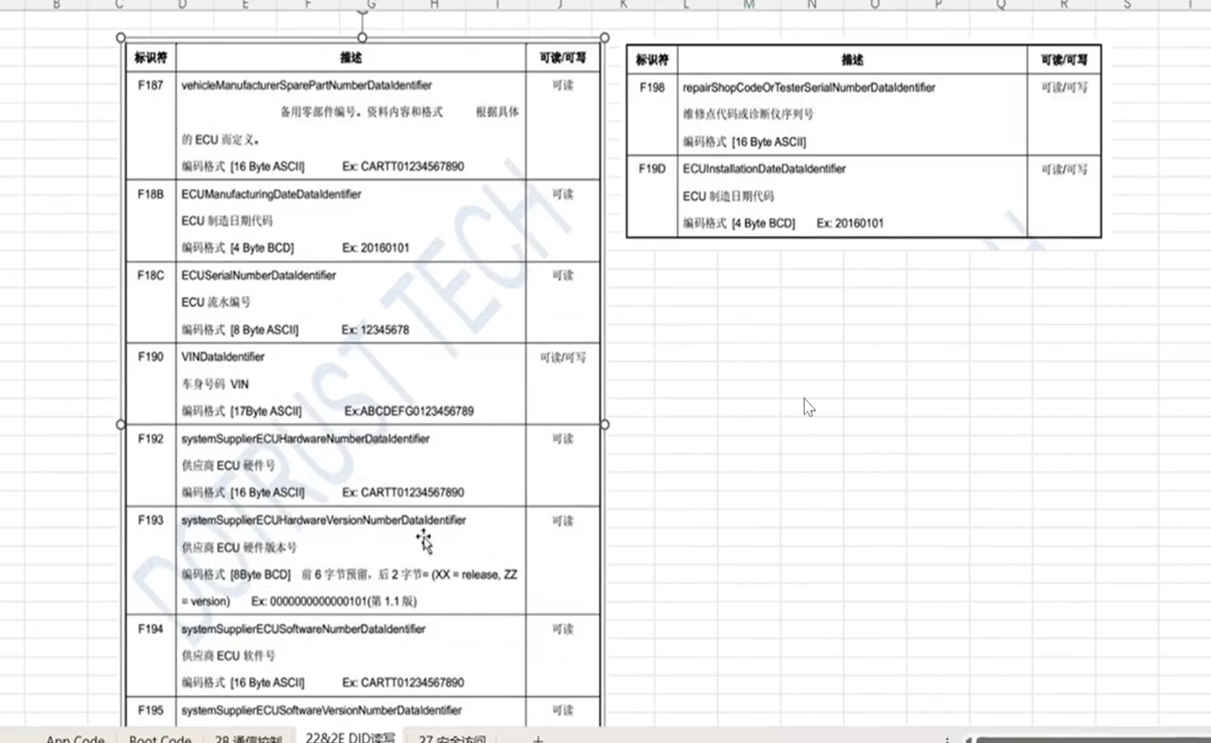 B C D E F G H I J K L M N O P Q R S
标识符 描述 可读/可写
F187 vehicleManufacturerSparePartNumberDataIdentifier 可读
备用零部件编号。资料内容和格式 根据具体
的 ECU 而定义。
编码格式 [16 Byte ASCII] Ex: CARTT01234567890
F18B ECUManufacturingDateDataIdentifier 可读
ECU 制造日期代码
编码格式 [4 Byte BCD] Ex: 20160101
F18C ECUSerialNumberDataIdentifier 可读
ECU 流水编号
编码格式 [8 Byte ASCII] Ex: 12345678
F190 VINDataIdentifier 可读/可写
车身号码 VIN
编码格式 [17Byte ASCII] Ex:ABCDEFG0123456789
F192 systemSupplierECUHardwareNumberDataIdentifier 可读
供应商 ECU 硬件号
编码格式 [16 Byte ASCII] Ex: CARTT01234567890
F193 systemSupplierECUHardwareVersionNumberDataIdentifier 可读
供应商 ECU 硬件版本号
编码格式 [8Byte BCD] 前 6 字节预留，后 2 字节= (XX = release, ZZ
= version) Ex: 0000000000000101(第 1.1 版)
F194 systemSupplierECUSoftwareNumberDataIdentifier 可读
供应商 ECU 软件号
编码格式 [16 Byte ASCII] Ex: CARTT01234567890
F195 systemSupplierECUSoftwareVersionNumberDataIdentifier 可读
标识符 描述 可读/可写
F198 repairShopCodeOrTesterSerialNumberDataIdentifier 可读/可写
维修点代码或诊断仪序列号
编码格式 [16 Byte ASCII]
F19D ECUInstallationDateDataIdentifier 可读/可写
ECU 制造日期代码
编码格式 [4 Byte BCD] Ex: 20160101
DOTRUST TECH
App Code Boot Code 28 通信控制 22&2E DID读写 27 安全访问 +